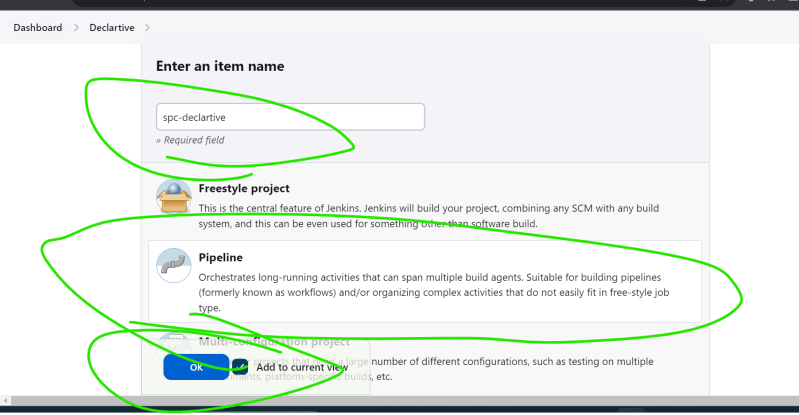 Dashboard > Declartive >
Enter an item name
spc-declartive
» Required field
Freestyle project
This is the central feature of Jenkins. Jenkins will build your project, combining any SCM with any build
system, and this can be even used for something other than software build.
Pipeline
Orchestrates long-running activities that can span multiple build agents. Suitable for building pipelines
(formerly known as workflows) and/or organizing complex activities that do not easily fit in free-style job
type.
Multi-configuration project
projects that need a large number of different configurations, such as testing on multiple
platform-specific builds, etc.
OK
Add to current view